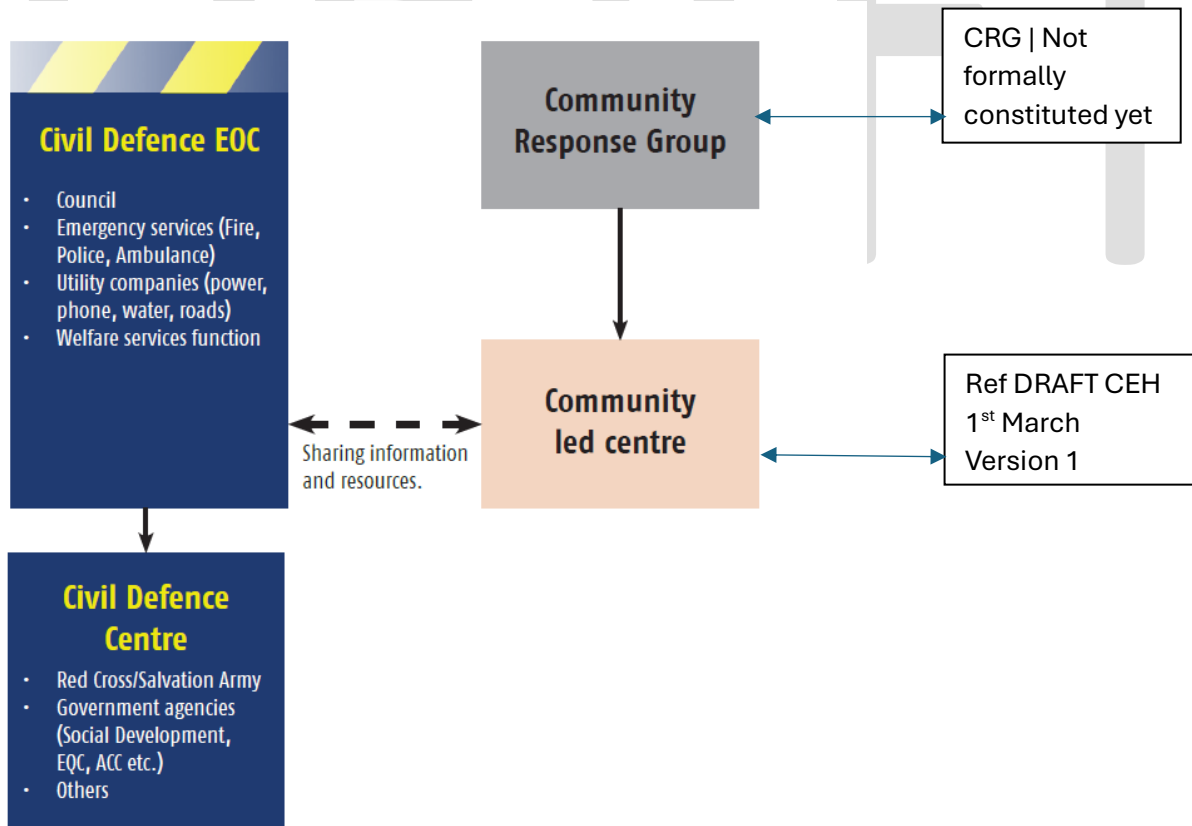 Civil Defence EOC
• Council
• Emergency services (Fire,
Police, Ambulance)
• Utility companies (power,
phone, water, roads)
• Welfare services function
Community
Response Group
CRG | Not
formally
constituted yet
Sharing information
and resources.
Community
led centre
Ref DRAFT CEH
1st March
Version 1
Civil Defence
Centre
• Red Cross/Salvation Army
• Government agencies
(Social Development,
EQC, ACC etc.)
• Others